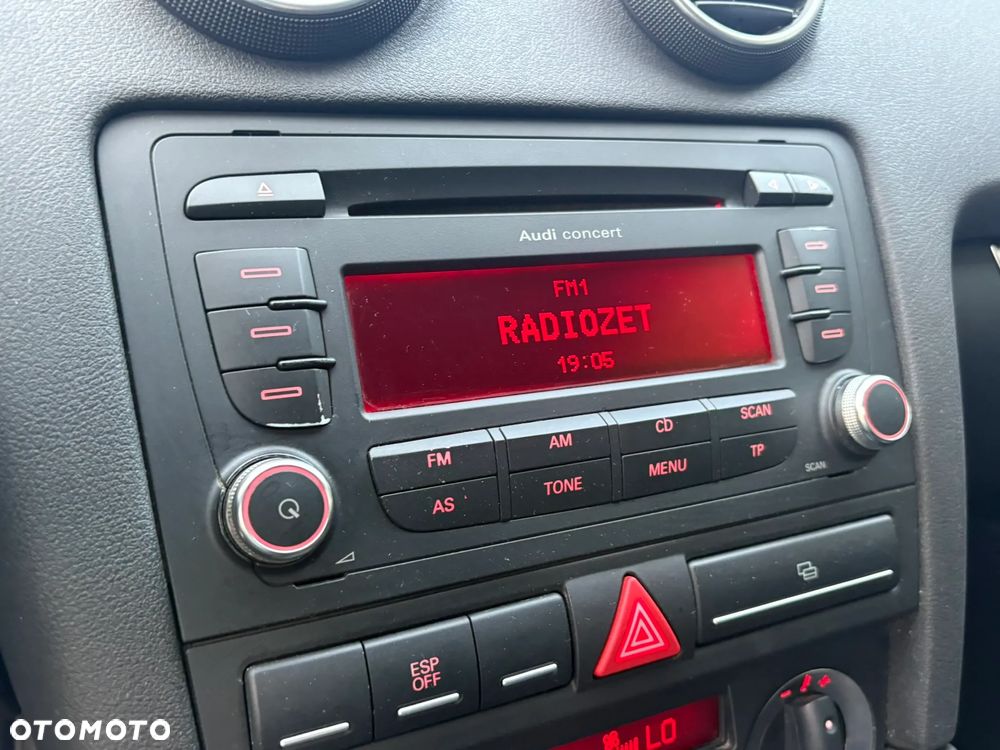 Audi concert
FM1
RADIOZET
19:05
FM AM CD SCAN
AS TONE MENU TP
SCAN
ESP
OFF
LO
OTOMOTO